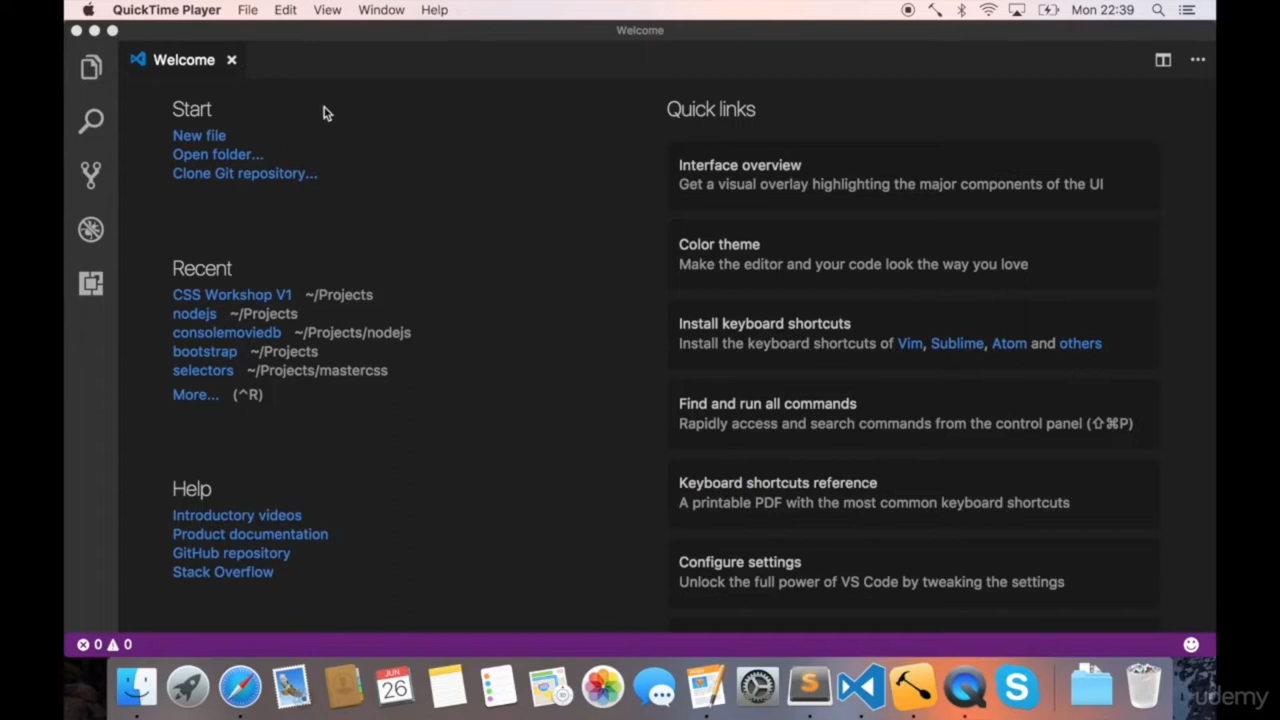 QuickTime Player File Edit View Window Help Mon 22:39
Welcome
Welcome
Start
New file
Open folder...
Clone Git repository...
Recent
CSS Workshop V1 ~/Projects
nodejs ~/Projects
consolemoviedb ~/Projects/nodejs
bootstrap ~/Projects
selectors ~/Projects/mastercss
More... (^R)
Help
Introductory videos
Product documentation
GitHub repository
Stack Overflow
Quick links
Interface overview
Get a visual overlay highlighting the major components of the UI
Color theme
Make the editor and your code look the way you love
Install keyboard shortcuts
Install the keyboard shortcuts of Vim, Sublime, Atom and others
Find and run all commands
Rapidly access and search commands from the control panel (⇧⌘P)
Keyboard shortcuts reference
A printable PDF with the most common keyboard shortcuts
Configure settings
Unlock the full power of VS Code by tweaking the settings
0 0
JUN
26
S
S
udemy